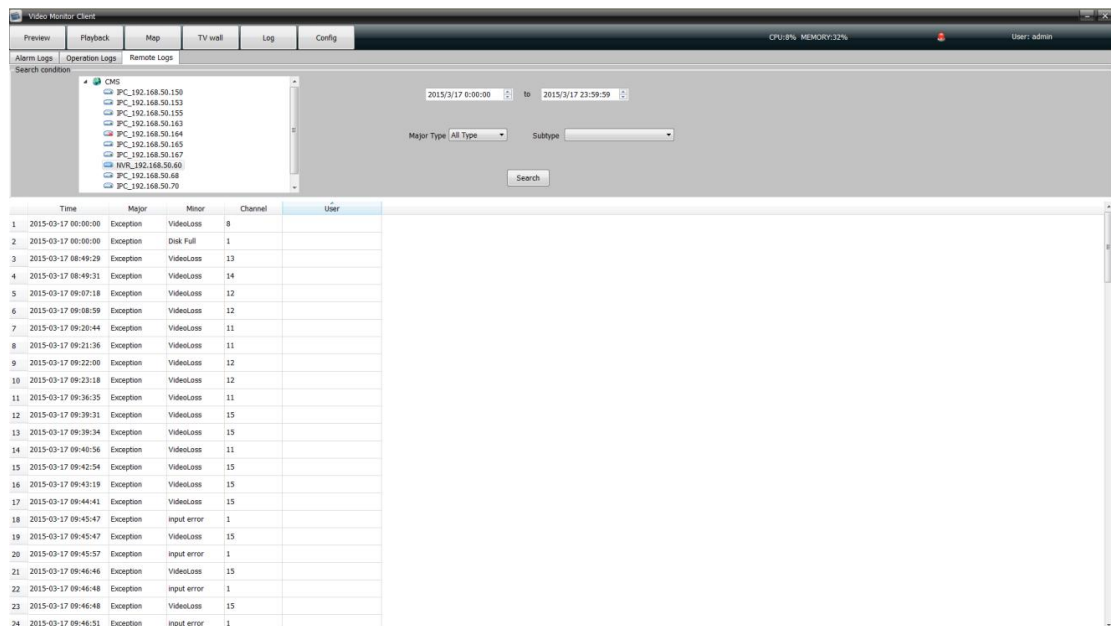 Video Monitor Client
Preview Playback Map TV wall Log Config CPU:8% MEMORY:32% User: admin
Alarm Logs Operation Logs Remote Logs
Search condition
CMS
IPC_192.168.50.150
IPC_192.168.50.153
IPC_192.168.50.155
IPC_192.168.50.163
IPC_192.168.50.164
IPC_192.168.50.165
IPC_192.168.50.167
NVR_192.168.50.60
IPC_192.168.50.68
IPC_192.168.50.70
2015/3/17 0:00:00 to 2015/3/17 23:59:59
Major Type All Type Subtype
Search
Time Major Minor Channel User
1 2015-03-17 00:00:00 Exception VideoLoss 8
2 2015-03-17 00:00:00 Exception Disk Full 1
3 2015-03-17 08:49:29 Exception VideoLoss 13
4 2015-03-17 08:49:31 Exception VideoLoss 14
5 2015-03-17 09:07:18 Exception VideoLoss 12
6 2015-03-17 09:08:59 Exception VideoLoss 12
7 2015-03-17 09:20:44 Exception VideoLoss 11
8 2015-03-17 09:21:36 Exception VideoLoss 11
9 2015-03-17 09:22:00 Exception VideoLoss 12
10 2015-03-17 09:23:18 Exception VideoLoss 12
11 2015-03-17 09:36:35 Exception VideoLoss 11
12 2015-03-17 09:39:31 Exception VideoLoss 15
13 2015-03-17 09:39:34 Exception VideoLoss 15
14 2015-03-17 09:40:56 Exception VideoLoss 11
15 2015-03-17 09:42:54 Exception VideoLoss 15
16 2015-03-17 09:43:19 Exception VideoLoss 15
17 2015-03-17 09:44:41 Exception VideoLoss 15
18 2015-03-17 09:45:47 Exception input error 1
19 2015-03-17 09:45:47 Exception VideoLoss 15
20 2015-03-17 09:45:57 Exception input error 1
21 2015-03-17 09:46:46 Exception VideoLoss 15
22 2015-03-17 09:46:48 Exception input error 1
23 2015-03-17 09:46:48 Exception VideoLoss 15
24 2015-03-17 09:46:51 Exception input error 1